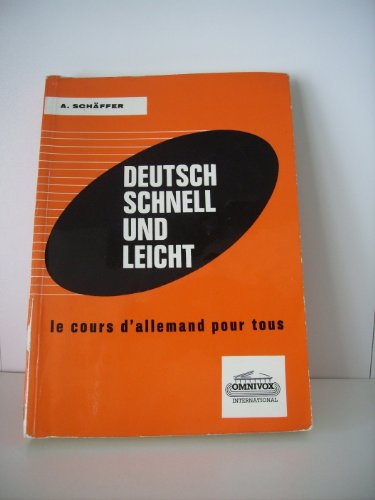 A. SCHÄFFER
DEUTSCH
SCHNELL
UND
LEICHT
le cours d'allemand pour tous
OMNIVOX
INTERNATIONAL